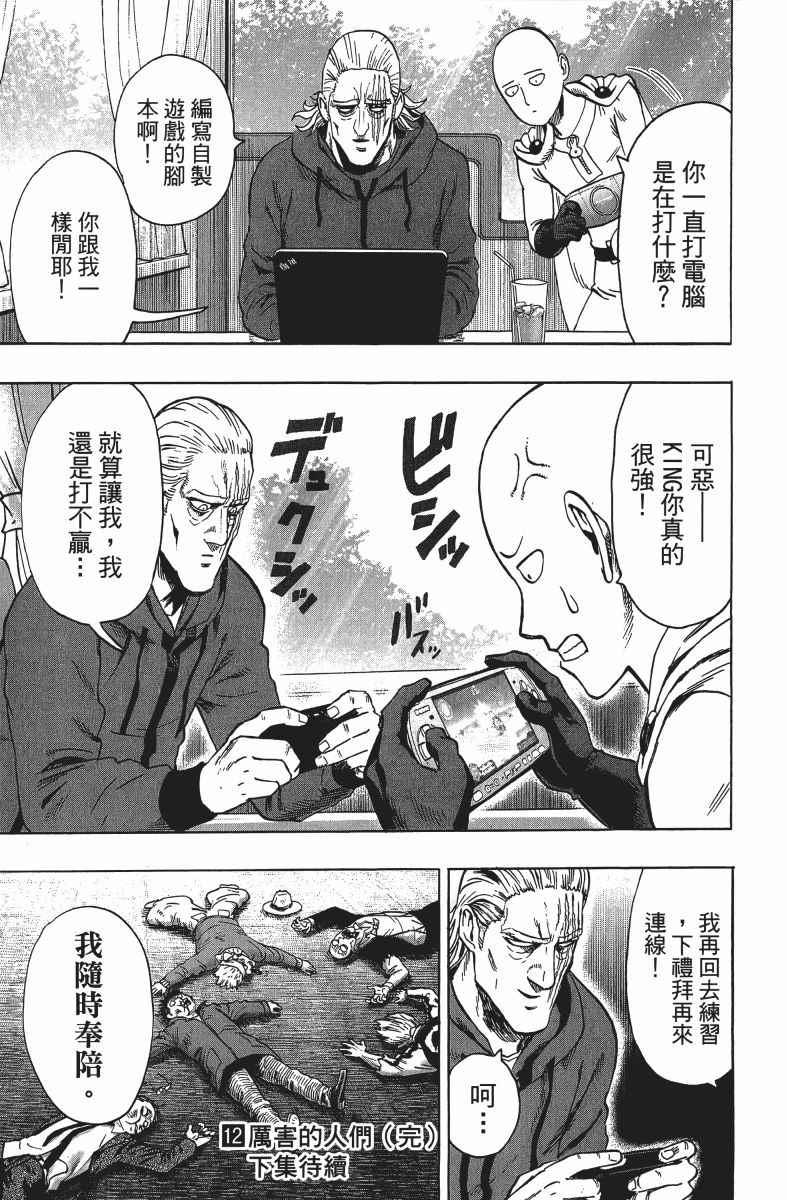 你一直打電腦
是在打什麼？
編寫自製
遊戲的腳
本啊！
你跟我一
樣閒耶！
可惡——
KING你真的
很強！
ビシッ
デュクシッ
バズッ
就算讓我，我
還是打不贏…
我再回去練習
，下禮拜再來
連線！
呵…
我隨時奉陪。
12厲害的人們（完）
下集待續